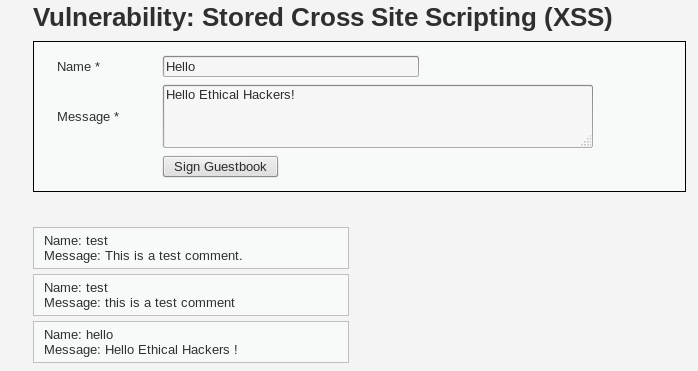 Vulnerability: Stored Cross Site Scripting (XSS)
Name * Hello
Message * Hello Ethical Hackers!
Sign Guestbook
Name: test
Message: This is a test comment.
Name: test
Message: this is a test comment
Name: hello
Message: Hello Ethical Hackers !